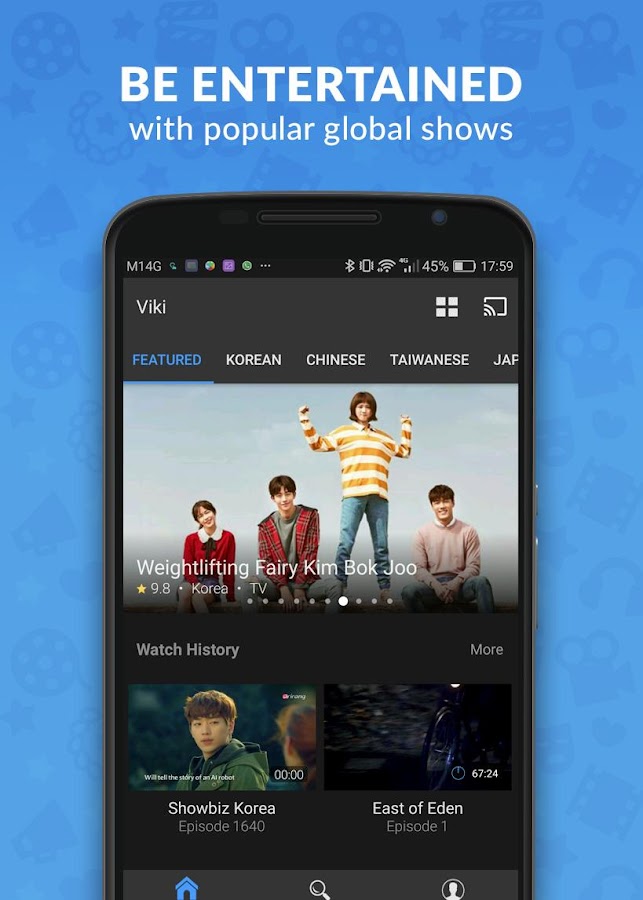 BE ENTERTAINED
with popular global shows
M14G ... 4G 45% 17:59
Viki
FEATURED KOREAN CHINESE TAIWANESE JAP
Weightlifting Fairy Kim Bok Joo
9.8 • Korea • TV
Watch History More
arirang
Will tell the story of an AI robot 00:00 67:24
Showbiz Korea East of Eden
Episode 1640 Episode 1